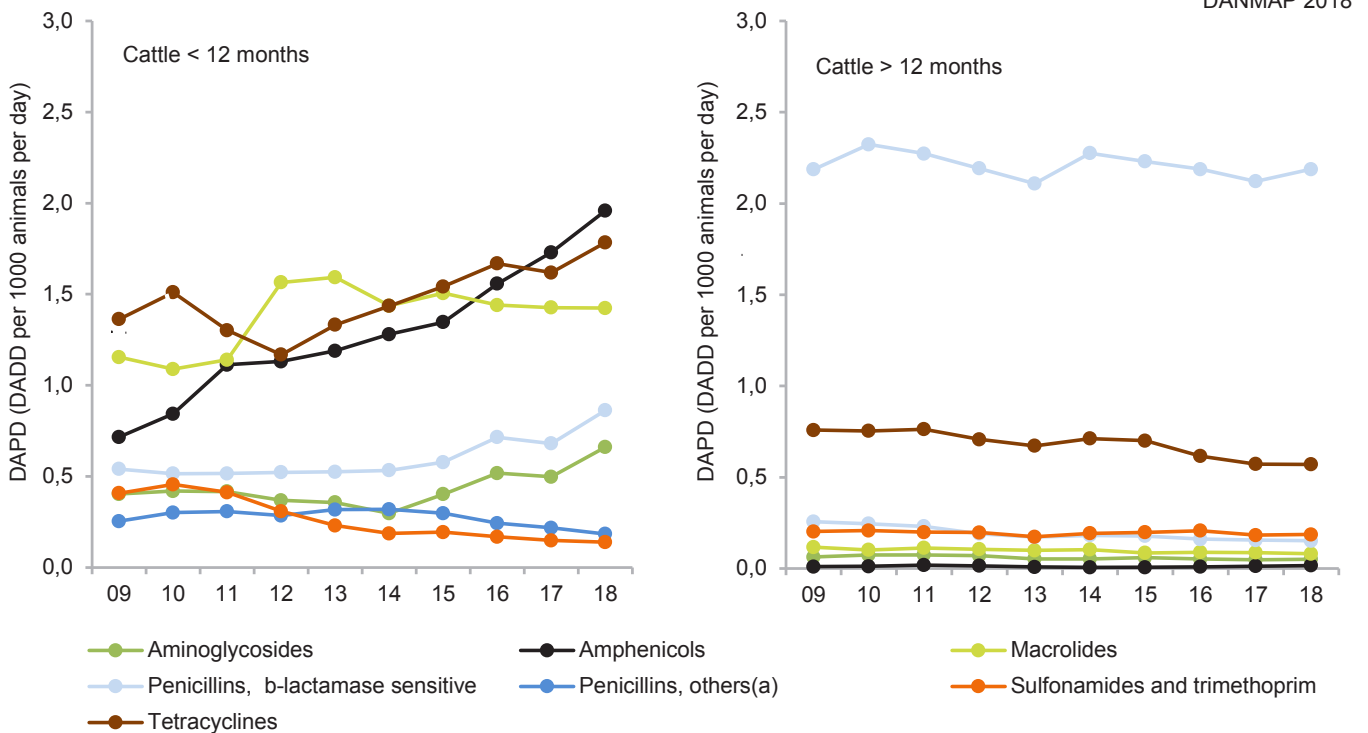 DANMAP 2018
3,0
2,5
2,0
1,5
1,0
0,5
0,0
DAPD (DADD per 1000 animals per day)
Cattle < 12 months
09 10 11 12 13 14 15 16 17 18
3,0
2,5
2,0
1,5
1,0
0,5
0,0
DAPD (DADD per 1000 animals per day)
Cattle > 12 months
09 10 11 12 13 14 15 16 17 18
Aminoglycosides Amphenicols Macrolides
Penicillins, b-lactamase sensitive Penicillins, others(a) Sulfonamides and trimethoprim
Tetracyclines